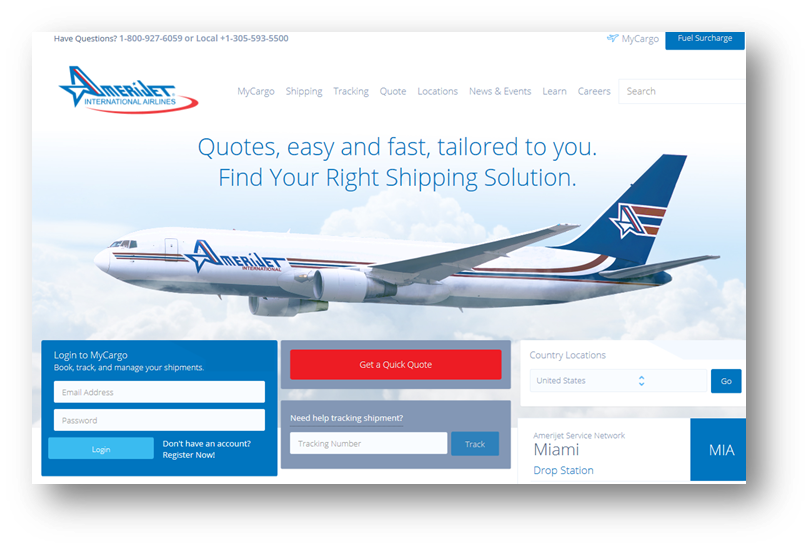 Have Questions? 1-800-927-6059 or Local +1-305-593-5500
MyCargo
Fuel Surcharge
AMERIJET
INTERNATIONAL AIRLINES
MyCargo Shipping Tracking Quote Locations News & Events Learn Careers Search
Quotes, easy and fast, tailored to you.
Find Your Right Shipping Solution.
AMERIJET
INTERNATIONAL
Login to MyCargo
Book, track, and manage your shipments.
Email Address
Password
Login
Don't have an account?
Register Now!
Get a Quick Quote
Need help tracking shipment?
Tracking Number
Track
Country Locations
United States
Go
Amerijet Service Network
Miami
Drop Station
MIA